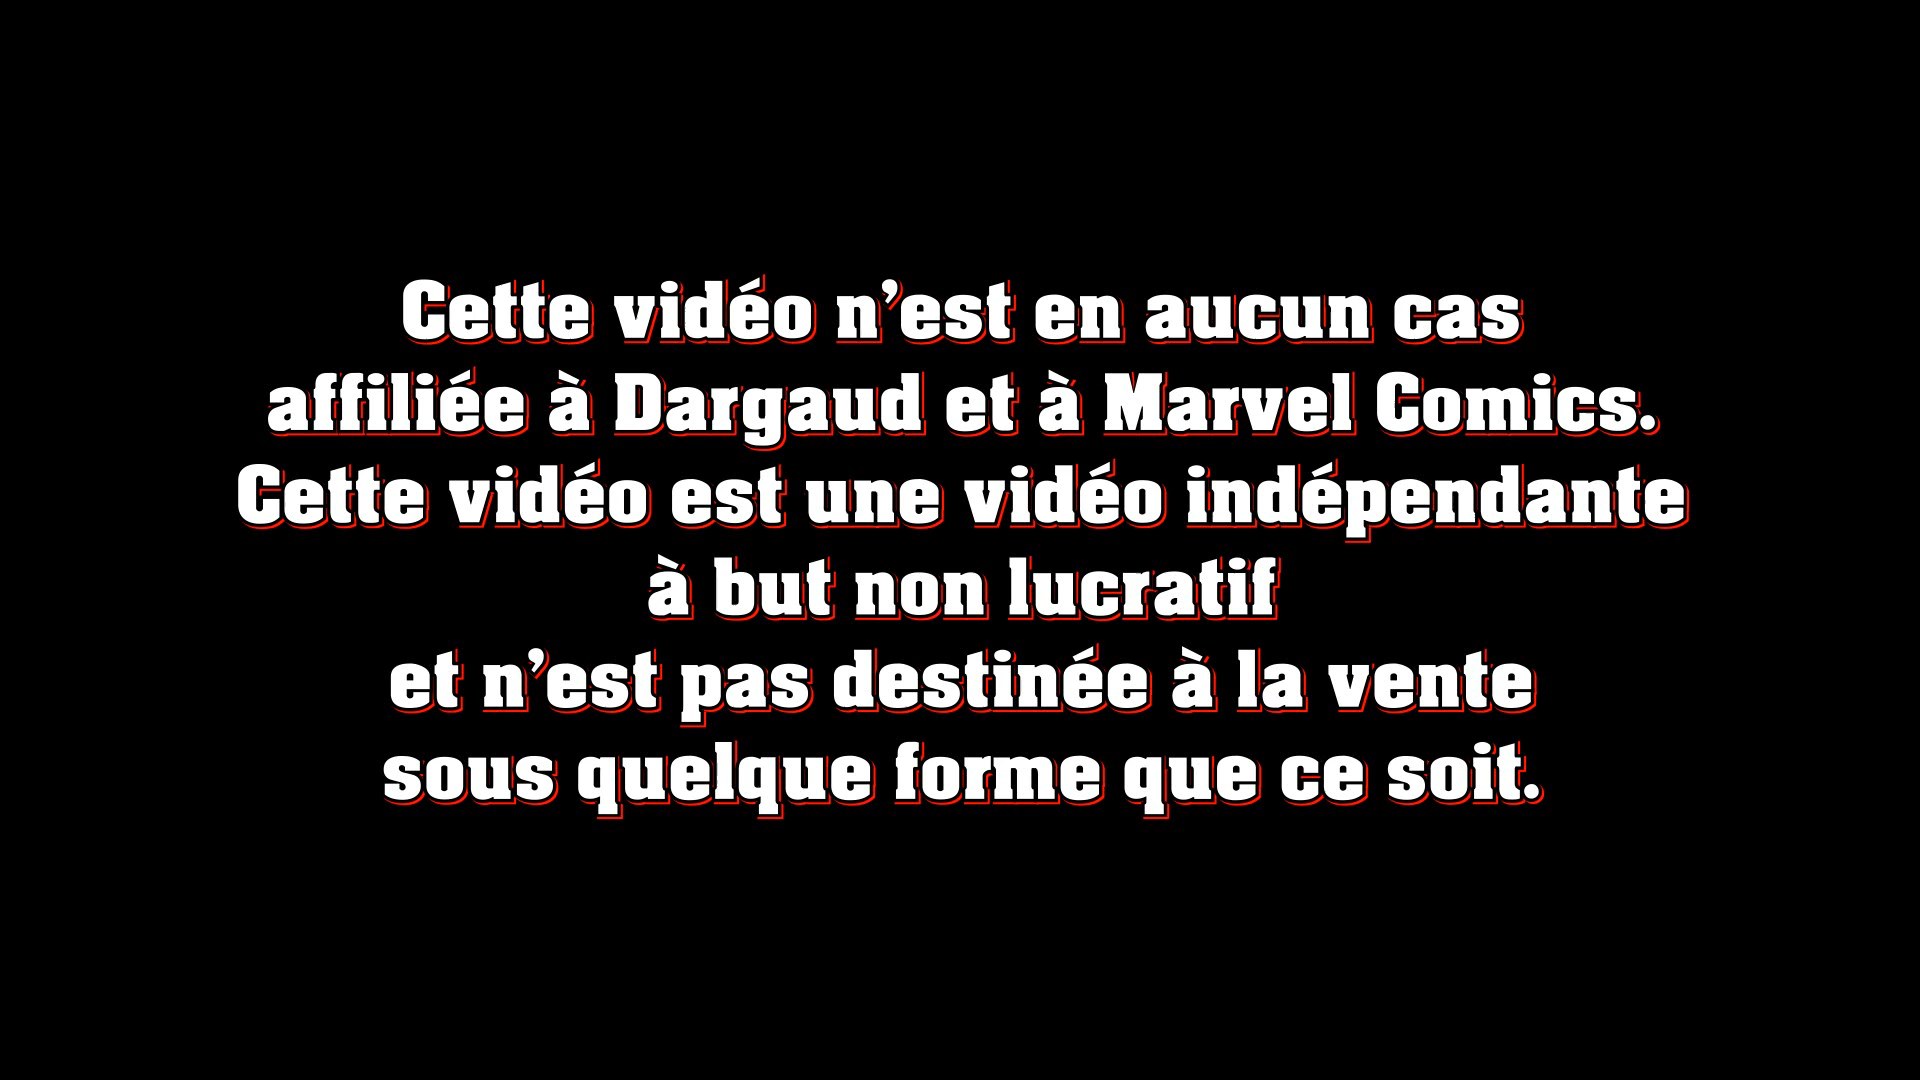 Cette vidéo n’est en aucun cas
affiliée à Dargaud et à Marvel Comics.
Cette vidéo est une vidéo indépendante
à but non lucratif
et n’est pas destinée à la vente
sous quelque forme que ce soit.